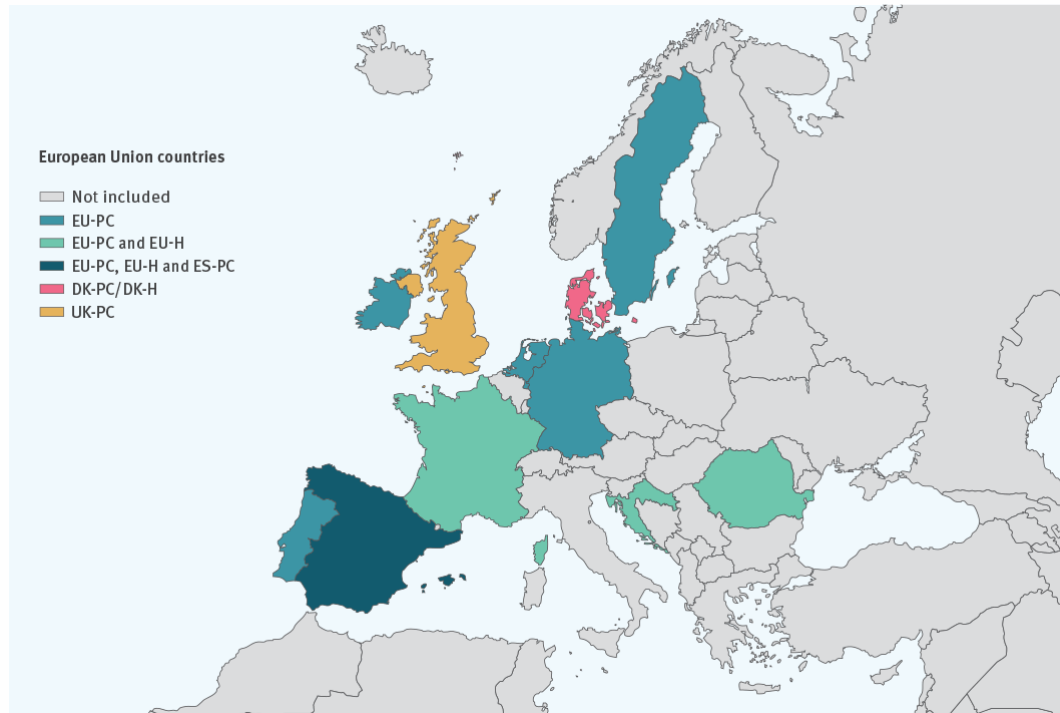 European Union countries
Not included
EU-PC
EU-PC and EU-H
EU-PC, EU-H and ES-PC
DK-PC/DK-H
UK-PC